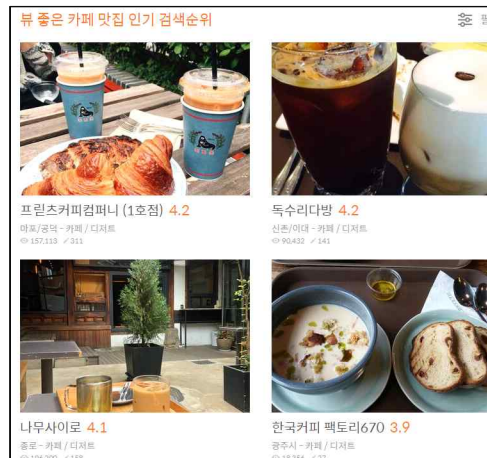 뷰 좋은 카페 맛집 인기 검색순위
프릳츠커피컴퍼니 (1호점) 4.2
마포/공덕 - 카페 / 디저트
157,113 311
독수리다방 4.2
신촌/이대 - 카페 / 디저트
90,432 141
나무사이로 4.1
종로 - 카페 / 디저트
한국커피 팩토리670 3.9
광주시 - 카페 / 디저트